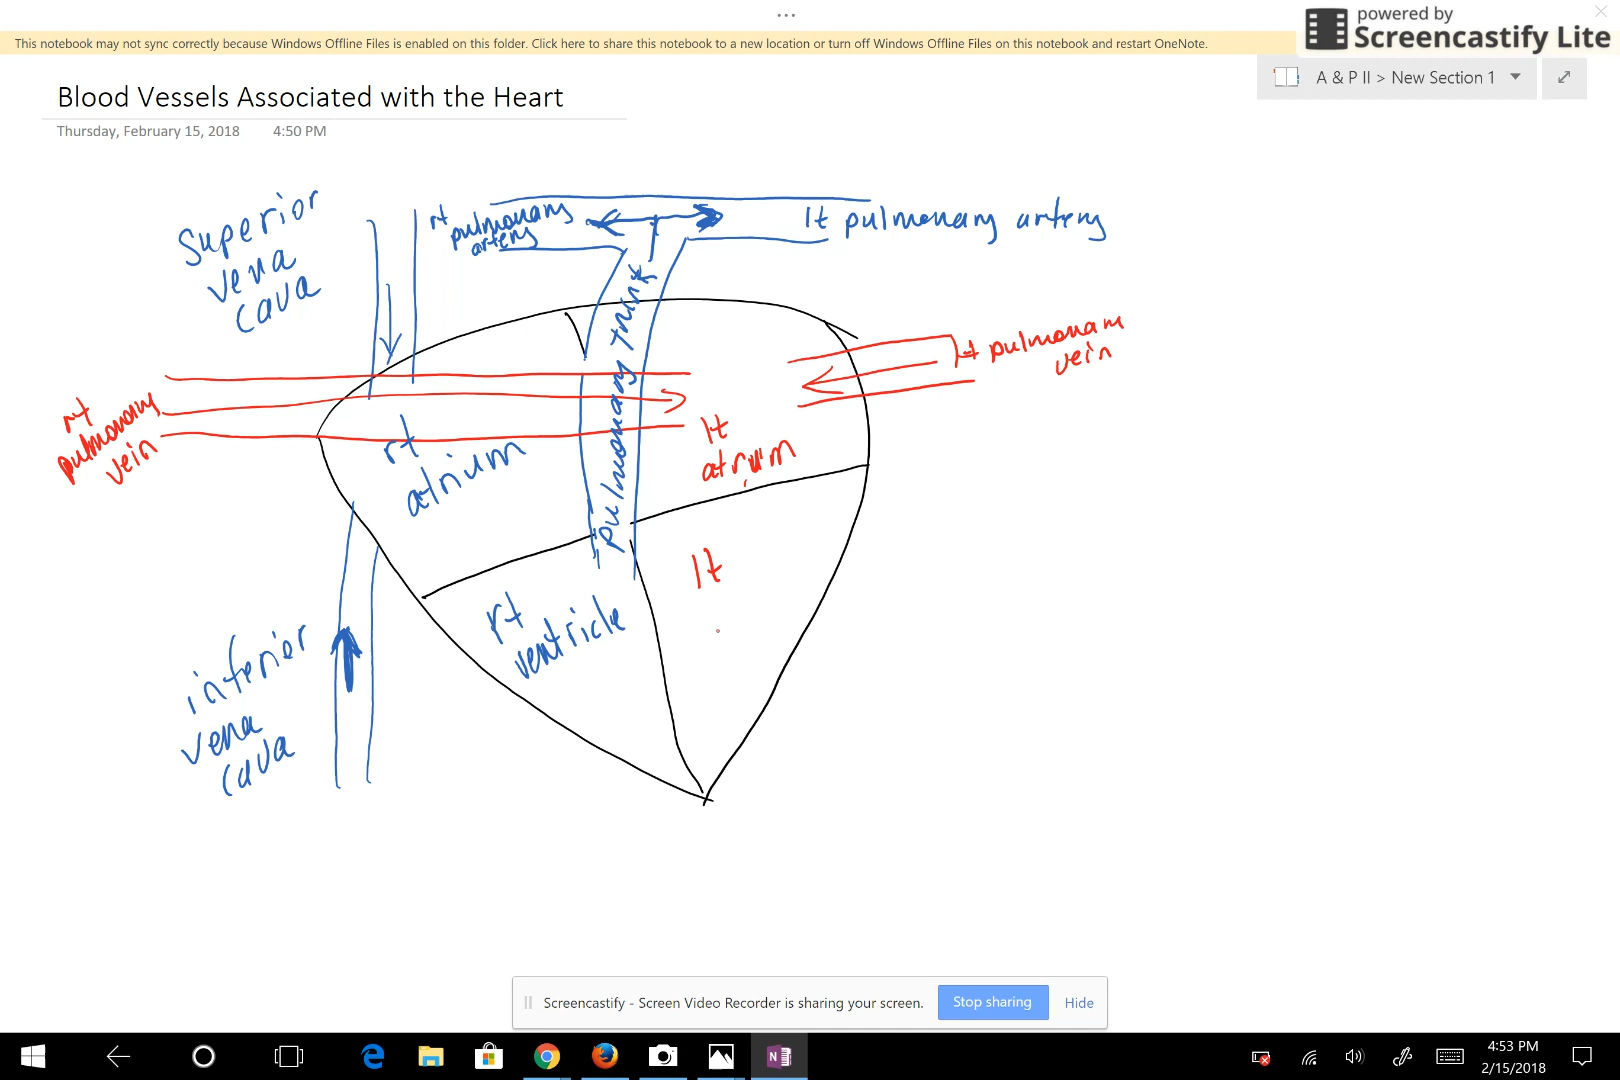 ...
powered by
Screencastify Lite
This notebook may not sync correctly because Windows Offline Files is enabled on this folder. Click here to share this notebook to a new location or turn off Windows Offline Files on this notebook and restart OneNote.
A & P II > New Section 1
Blood Vessels Associated with the Heart
Thursday, February 15, 2018 4:50 PM
Superior
vena
cava
rt
pulmonary
artery
lt pulmonary artery
pulmonary trunk
lt pulmonary
vein
rt
pulmonary
vein
rt
atrium
lt
atrium
lt
rt
ventricle
inferior
vena
cava
Screencastify - Screen Video Recorder is sharing your screen.
Stop sharing
Hide
4:53 PM
2/15/2018